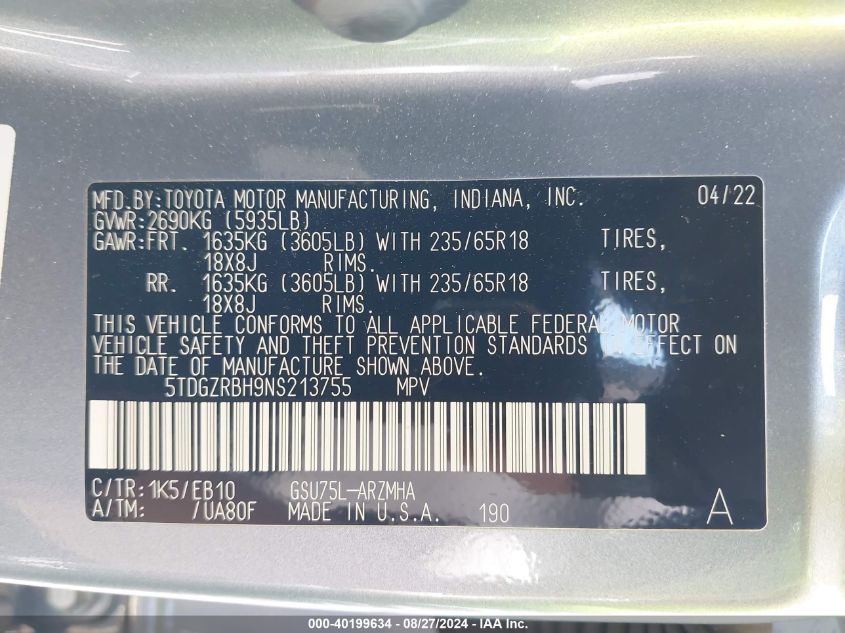 MFD.BY:TOYOTA MOTOR MANUFACTURING, INDIANA, INC. 04/22
GVWR:2690KG (5935LB)
GAWR:FRT. 1635KG (3605LB) WITH 235/65R18 TIRES,
18X8J RIMS.
RR. 1635KG (3605LB) WITH 235/65R18 TIRES,
18X8J RIMS.
THIS VEHICLE CONFORMS TO ALL APPLICABLE FEDERAL MOTOR
VEHICLE SAFETY AND THEFT PREVENTION STANDARDS IN EFFECT ON
THE DATE OF MANUFACTURE SHOWN ABOVE.
5TDGZRBH9NS213755 MPV
C/TR:1K5/EB10 GSU75L-ARZMHA
A/TM: /UA80F MADE IN U.S.A. 190 A
000-40199634 - 08/27/2024 - IAA Inc.